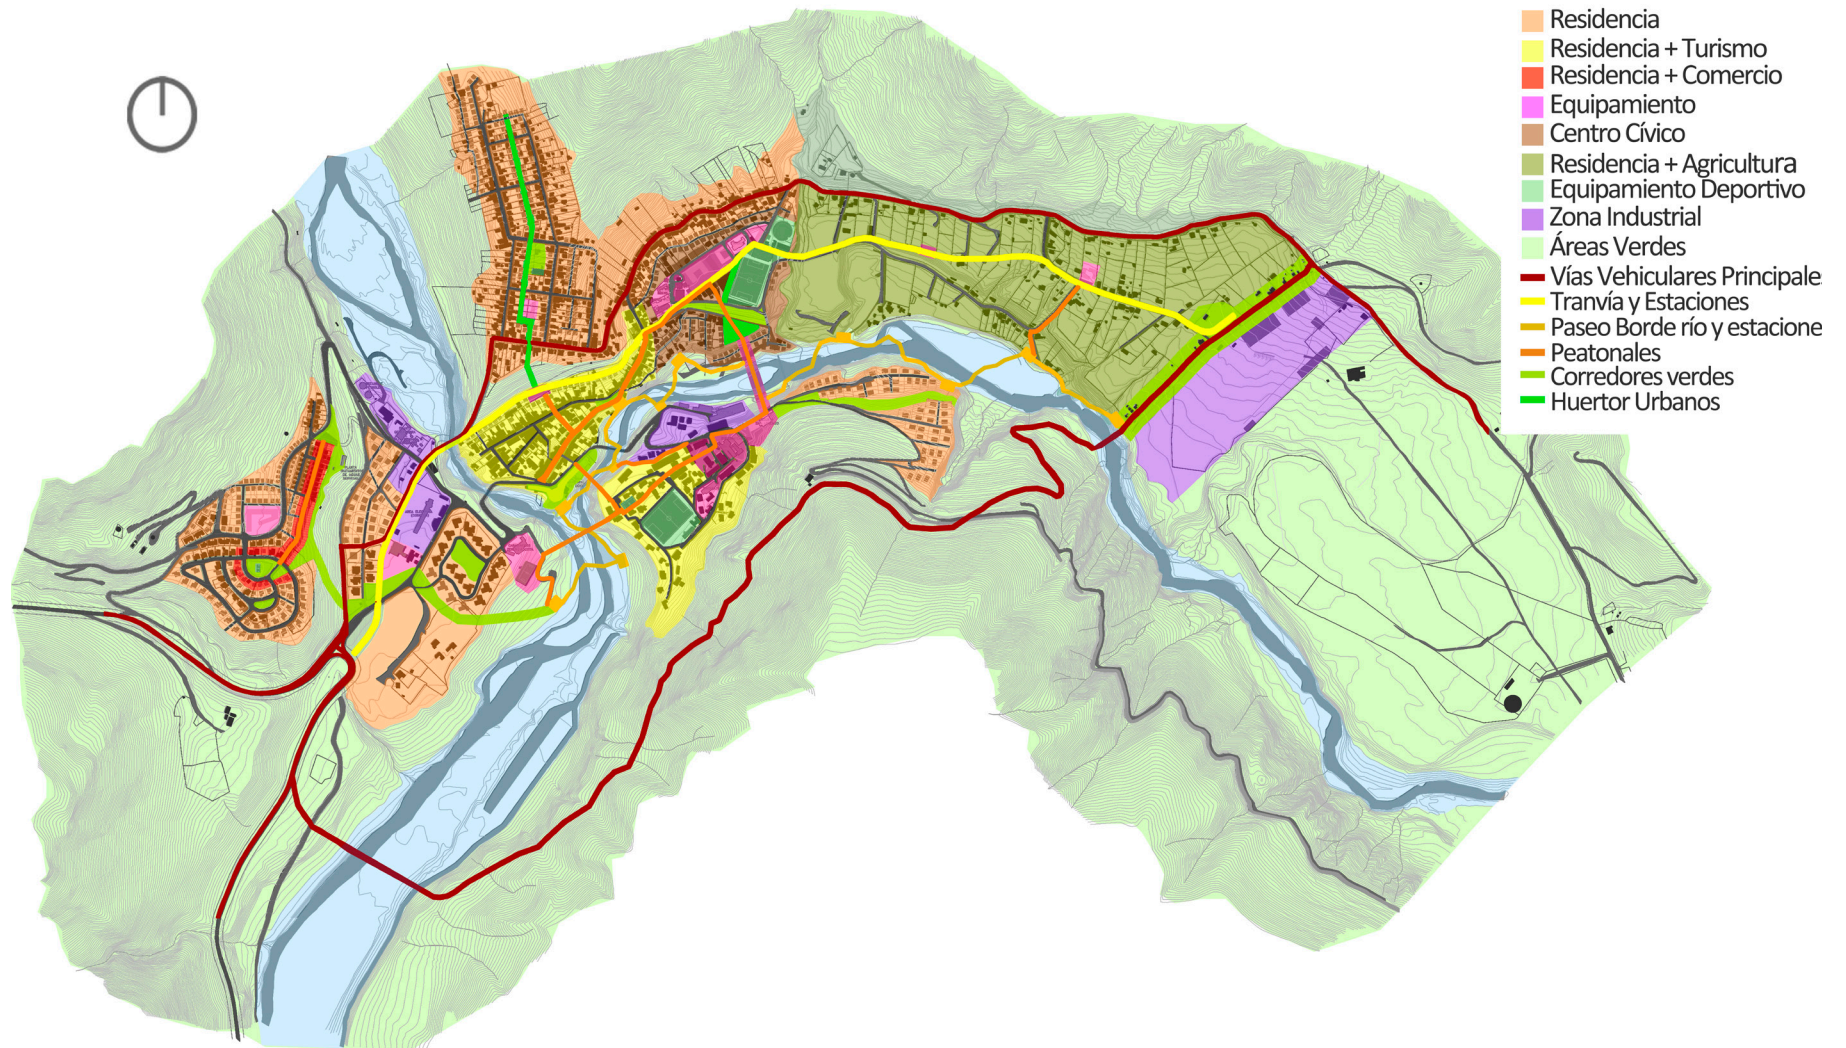 Residencia
Residencia + Turismo
Residencia + Comercio
Equipamiento
Centro Cívico
Residencia + Agricultura
Equipamiento Deportivo
Zona Industrial
Áreas Verdes
Vías Vehiculares Principales
Tranvía y Estaciones
Paseo Borde río y estacione
Peatonales
Corredores verdes
Huertor Urbanos